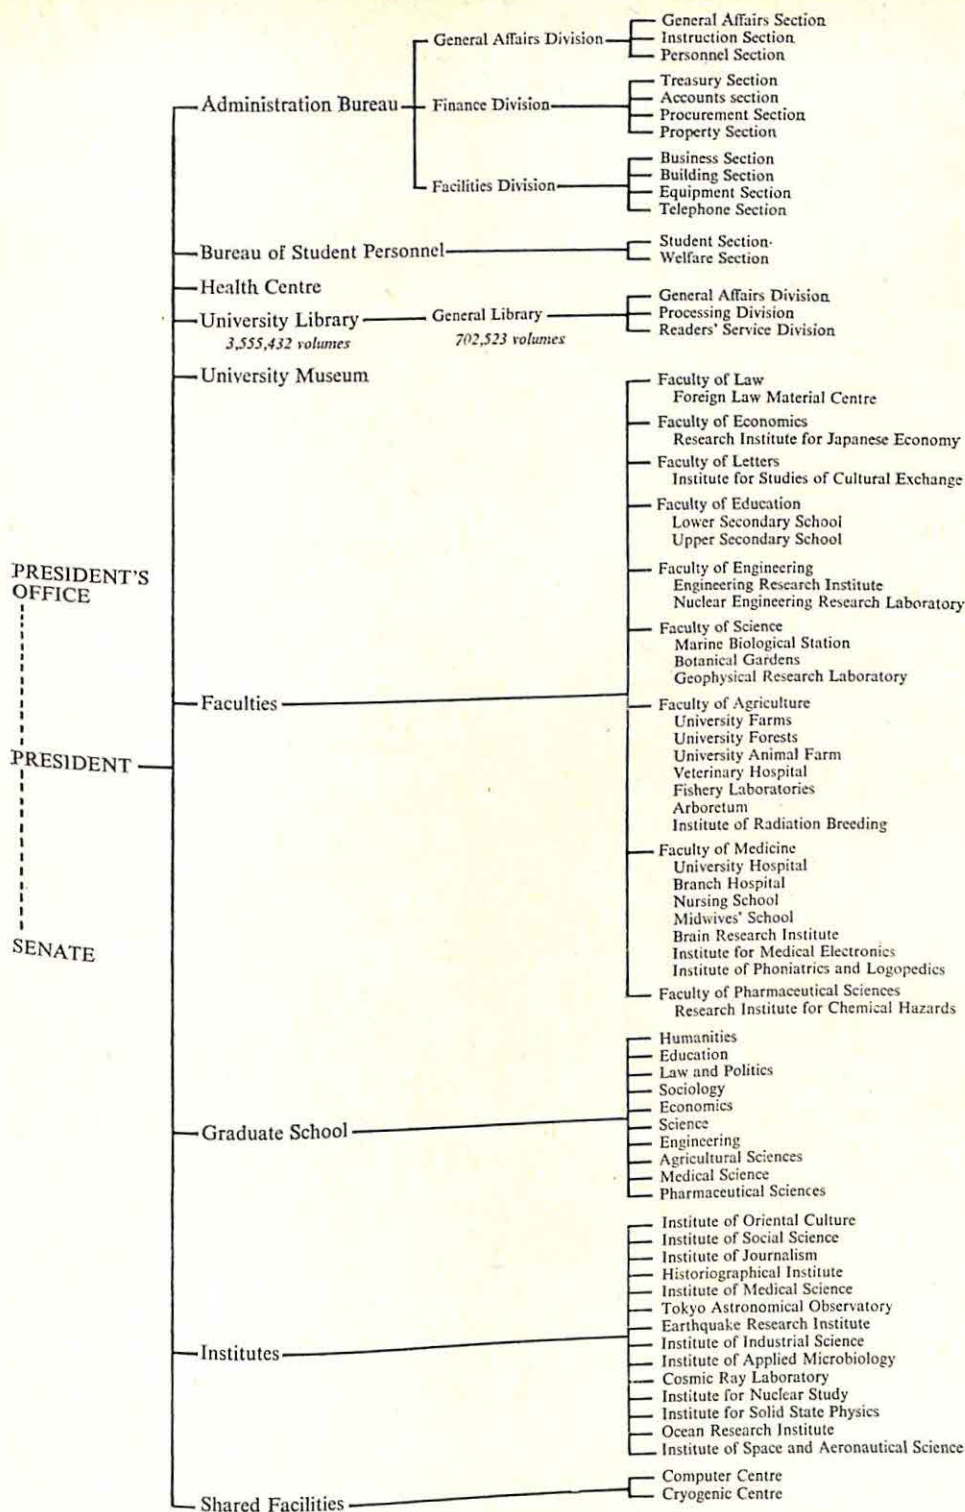 PRESIDENT'S
OFFICE
PRESIDENT
SENATE
Administration Bureau
General Affairs Division
General Affairs Section
Instruction Section
Personnel Section
Finance Division
Treasury Section
Accounts section
Procurement Section
Property Section
Facilities Division
Business Section
Building Section
Equipment Section
Telephone Section
Bureau of Student Personnel
Student Section
Welfare Section
Health Centre
University Library
3,555,432 volumes
General Library
702,523 volumes
General Affairs Division
Processing Division
Readers' Service Division
University Museum
Faculties
Faculty of Law
Foreign Law Material Centre
Faculty of Economics
Research Institute for Japanese Economy
Faculty of Letters
Institute for Studies of Cultural Exchange
Faculty of Education
Lower Secondary School
Upper Secondary School
Faculty of Engineering
Engineering Research Institute
Nuclear Engineering Research Laboratory
Faculty of Science
Marine Biological Station
Botanical Gardens
Geophysical Research Laboratory
Faculty of Agriculture
University Farms
University Forests
University Animal Farm
Veterinary Hospital
Fishery Laboratories
Arboretum
Institute of Radiation Breeding
Faculty of Medicine
University Hospital
Branch Hospital
Nursing School
Midwives' School
Brain Research Institute
Institute for Medical Electronics
Institute of Phoniatrics and Logopedics
Faculty of Pharmaceutical Sciences
Research Institute for Chemical Hazards
Graduate School
Humanities
Education
Law and Politics
Sociology
Economics
Science
Engineering
Agricultural Sciences
Medical Science
Pharmaceutical Sciences
Institutes
Institute of Oriental Culture
Institute of Social Science
Institute of Journalism
Historiographical Institute
Institute of Medical Science
Tokyo Astronomical Observatory
Earthquake Research Institute
Institute of Industrial Science
Institute of Applied Microbiology
Cosmic Ray Laboratory
Institute for Nuclear Study
Institute for Solid State Physics
Ocean Research Institute
Institute of Space and Aeronautical Science
Shared Facilities
Computer Centre
Cryogenic Centre